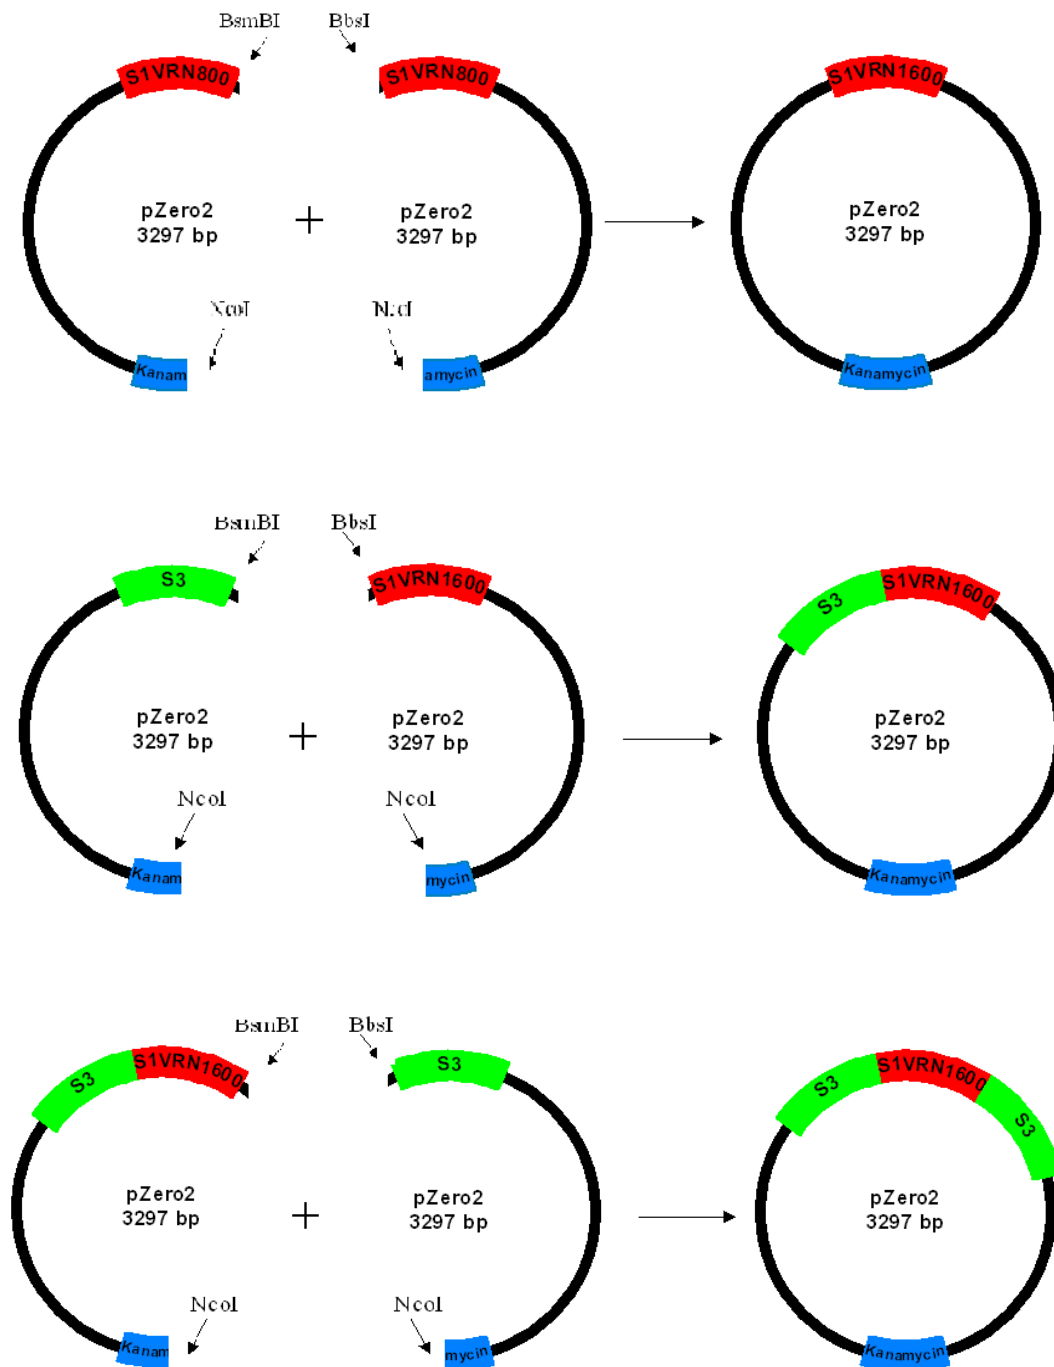 BsmBI BbsI
S1VRN800 S1VRN800 S1VRN1600
pZero2 pZero2 pZero2
3297 bp 3297 bp 3297 bp
NcoI
Kanam amycin Kanamycin
BsmBI BbsI
S3 S1VRN1600 S3 S1VRN1600
pZero2 pZero2 pZero2
3297 bp 3297 bp 3297 bp
NcoI NcoI
Kanam mycin Kanamycin
BsmBI BbsI
S3 S1VRN1600 S3 S3 S1VRN1600 S3
pZero2 pZero2 pZero2
3297 bp 3297 bp 3297 bp
NcoI NcoI
Kanam mycin Kanamycin